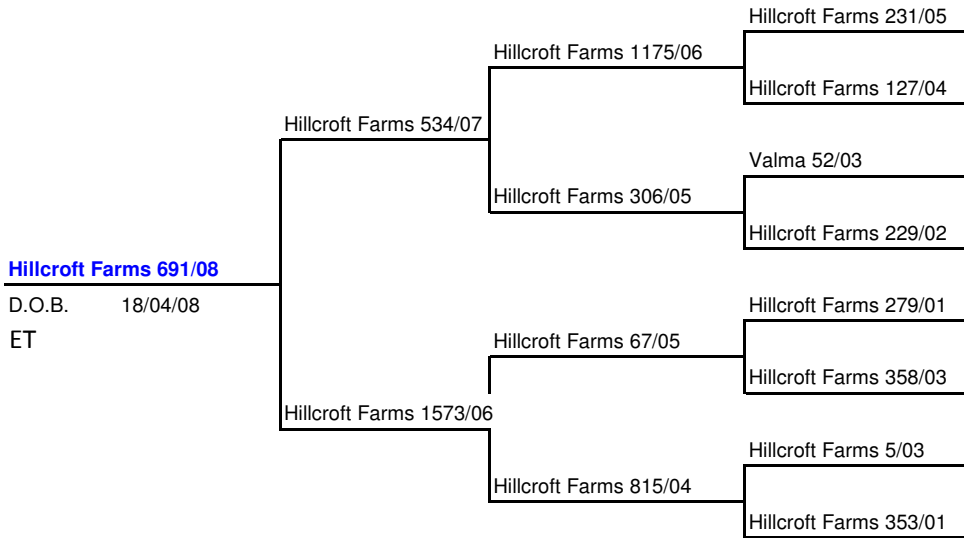 Hillcroft Farms 231/05
Hillcroft Farms 1175/06
Hillcroft Farms 127/04
Hillcroft Farms 534/07
Valma 52/03
Hillcroft Farms 306/05
Hillcroft Farms 229/02
Hillcroft Farms 691/08
D.O.B. 18/04/08
ET
Hillcroft Farms 279/01
Hillcroft Farms 67/05
Hillcroft Farms 358/03
Hillcroft Farms 1573/06
Hillcroft Farms 5/03
Hillcroft Farms 815/04
Hillcroft Farms 353/01